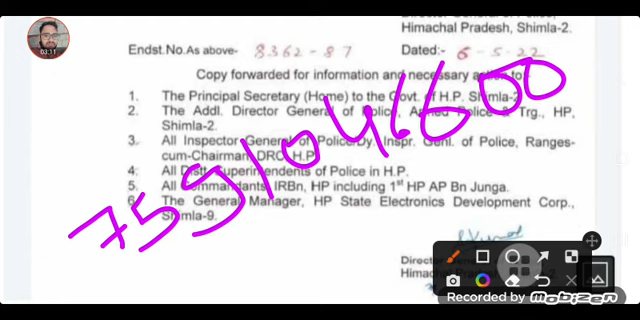 Himachal Pradesh, Shimla-2.
Endst.No. As above- 8362-87 Dated:- 6-5-22
Copy forwarded for information and necessary action to:
1. The Principal Secretary (Home) to the Govt. of H.P. Shimla-2
2. The Addl. Director General of Police, Armed Police & Trg., HP,
Shimla-2.
3. All Inspector General of Police/Dy. Inspr. Genl. of Police, Ranges-
cum-Chairman, DRC, H.P.
4. All Distt. Superintendents of Police in H.P.
5. All Commandants, IRBn, HP including 1st HP AP Bn Junga.
6. The General Manager, HP State Electronics Development Corp.,
Shimla-9.
Himachal Prad
03:11
Recorded by Mobizen